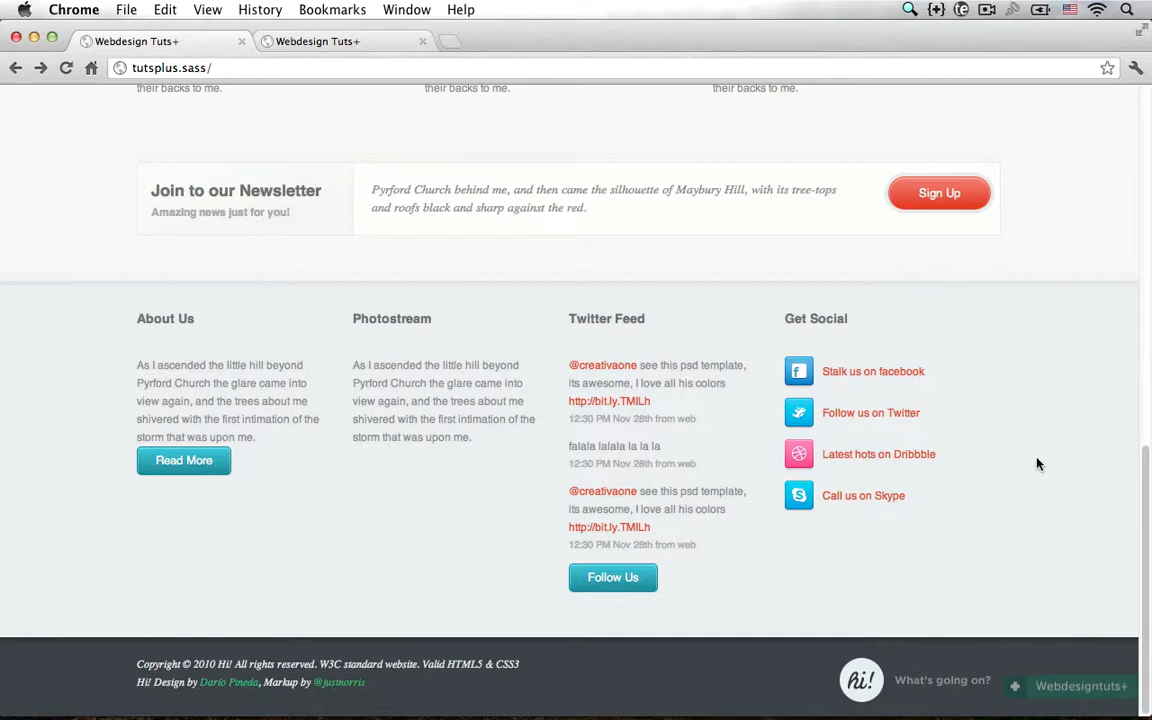 Chrome File Edit View History Bookmarks Window Help
Webdesign Tuts+ Webdesign Tuts+
tutsplus.sass/
their backs to me. their backs to me. their backs to me.
Join to our Newsletter
Amazing news just for you!
Pyrford Church behind me, and then came the silhouette of Maybury Hill, with its tree-tops
and roofs black and sharp against the red.
Sign Up
About Us
As I ascended the little hill beyond
Pyrford Church the glare came into
view again, and the trees about me
shivered with the first intimation of the
storm that was upon me.
Read More
Photostream
As I ascended the little hill beyond
Pyrford Church the glare came into
view again, and the trees about me
shivered with the first intimation of the
storm that was upon me.
Twitter Feed
@creativaone see this psd template,
its awesome, I love all his colors
http://bit.ly.TMILh
12:30 PM Nov 28th from web
falala lalala la la la
12:30 PM Nov 28th from web
@creativaone see this psd template,
its awesome, I love all his colors
http://bit.ly.TMILh
12:30 PM Nov 28th from web
Follow Us
Get Social
Stalk us on facebook
Follow us on Twitter
Latest hots on Dribbble
Call us on Skype
Copyright © 2010 Hi! All rights reserved. W3C standard website. Valid HTML5 & CSS3
Hi! Design by Darío Pineda, Markup by @justnorris
hi! What's going on?
Webdesigntuts+